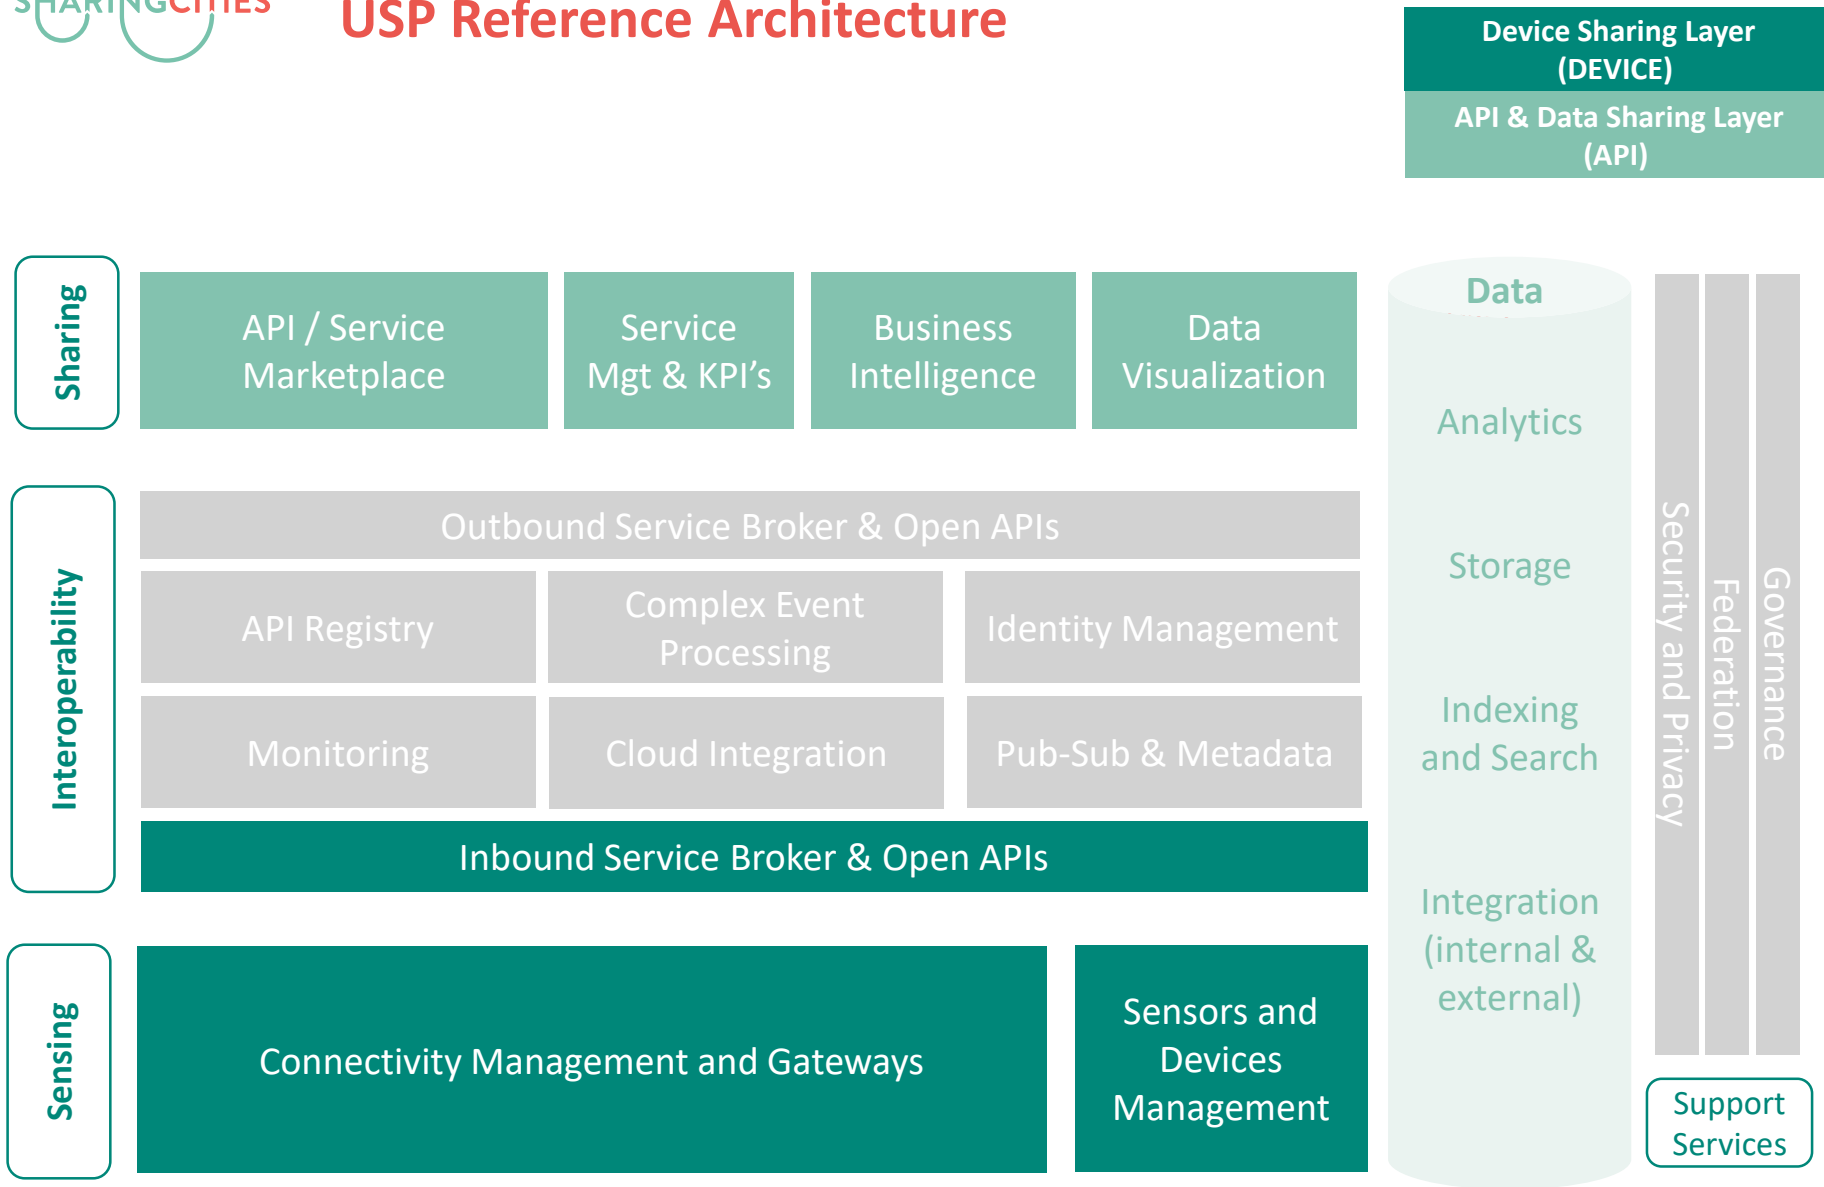 SHARINGCITIES
USP Reference Architecture
Device Sharing Layer
(DEVICE)
API & Data Sharing Layer
(API)
Sharing
API / Service
Marketplace
Service
Mgt & KPI’s
Business
Intelligence
Data
Visualization
Interoperability
Outbound Service Broker & Open APIs
API Registry
Complex Event
Processing
Identity Management
Monitoring
Cloud Integration
Pub-Sub & Metadata
Inbound Service Broker & Open APIs
Sensing
Connectivity Management and Gateways
Sensors and
Devices
Management
Data
Analytics
Storage
Indexing
and Search
Integration
(internal &
external)
Security and Privacy
Federation
Governance
Support
Services